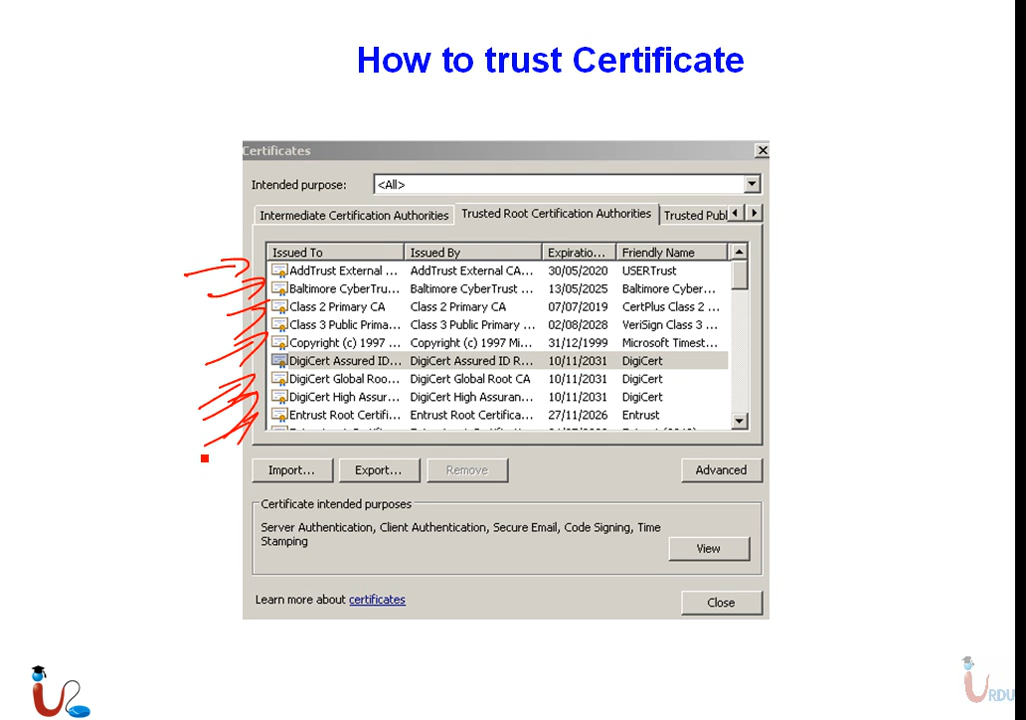 How to trust Certificate
Certificates
Intended purpose: <All>
Intermediate Certification Authorities Trusted Root Certification Authorities Trusted Publ
Issued To Issued By Expiratio... Friendly Name
AddTrust External ... AddTrust External CA... 30/05/2020 USERTrust
Baltimore CyberTru... Baltimore CyberTrust ... 13/05/2025 Baltimore Cyber...
Class 2 Primary CA Class 2 Primary CA 07/07/2019 CertPlus Class 2 ...
Class 3 Public Prima... Class 3 Public Primary ... 02/08/2028 VeriSign Class 3 ...
Copyright (c) 1997 ... Copyright (c) 1997 Mi... 31/12/1999 Microsoft Timest...
DigiCert Assured ID... DigiCert Assured ID R... 10/11/2031 DigiCert
DigiCert Global Roo... DigiCert Global Root CA 10/11/2031 DigiCert
DigiCert High Assur... DigiCert High Assuran... 10/11/2031 DigiCert
Entrust Root Certifi... Entrust Root Certifica... 27/11/2026 Entrust
Import... Export... Remove Advanced
Certificate intended purposes
Server Authentication, Client Authentication, Secure Email, Code Signing, Time
Stamping
View
Learn more about certificates
Close
URDU